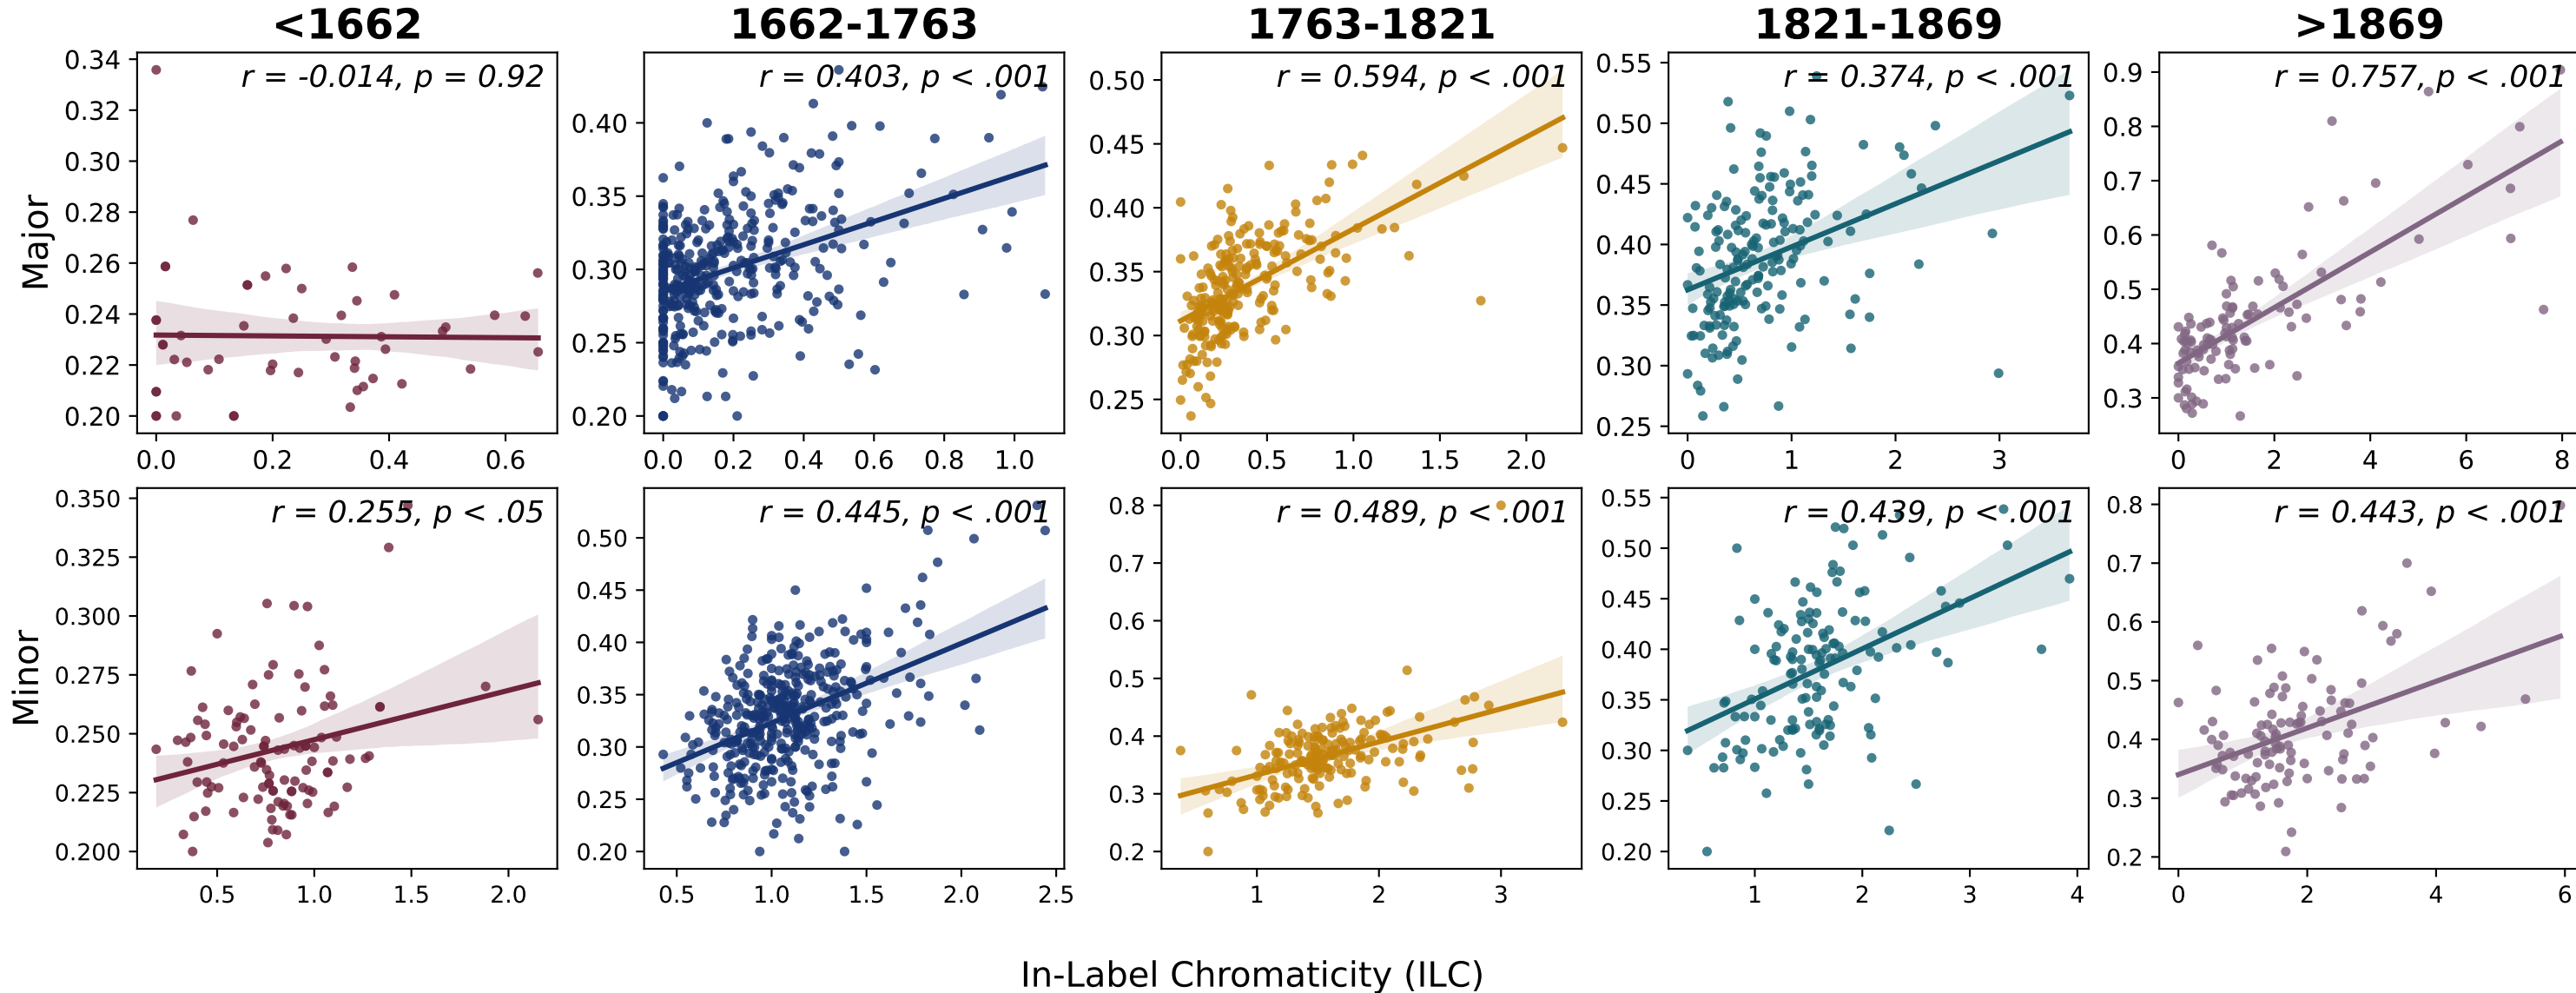 <1662 1662-1763 1763-1821 1821-1869 >1869
r = -0.014, p = 0.92 r = 0.403, p < .001 r = 0.594, p < .001 r = 0.374, p < .001 r = 0.757, p < .001
Major
0.34 0.32 0.30 0.28 0.26 0.24 0.22 0.20
0.40 0.35 0.30 0.25 0.20
0.50 0.45 0.40 0.35 0.30 0.25
0.55 0.50 0.45 0.40 0.35 0.30 0.25
0.9 0.8 0.7 0.6 0.5 0.4 0.3
0.0 0.2 0.4 0.6
0.0 0.2 0.4 0.6 0.8 1.0
0.0 0.5 1.0 1.5 2.0
0 1 2 3
0 2 4 6 8
r = 0.255, p < .05 r = 0.445, p < .001 r = 0.489, p < .001 r = 0.439, p < .001 r = 0.443, p < .001
Minor
0.350 0.325 0.300 0.275 0.250 0.225 0.200
0.50 0.45 0.40 0.35 0.30 0.25 0.20
0.8 0.7 0.6 0.5 0.4 0.3 0.2
0.55 0.50 0.45 0.40 0.35 0.30 0.25 0.20
0.8 0.7 0.6 0.5 0.4 0.3 0.2
0.5 1.0 1.5 2.0
0.5 1.0 1.5 2.0 2.5
1 2 3
1 2 3 4
0 2 4 6
In-Label Chromaticity (ILC)